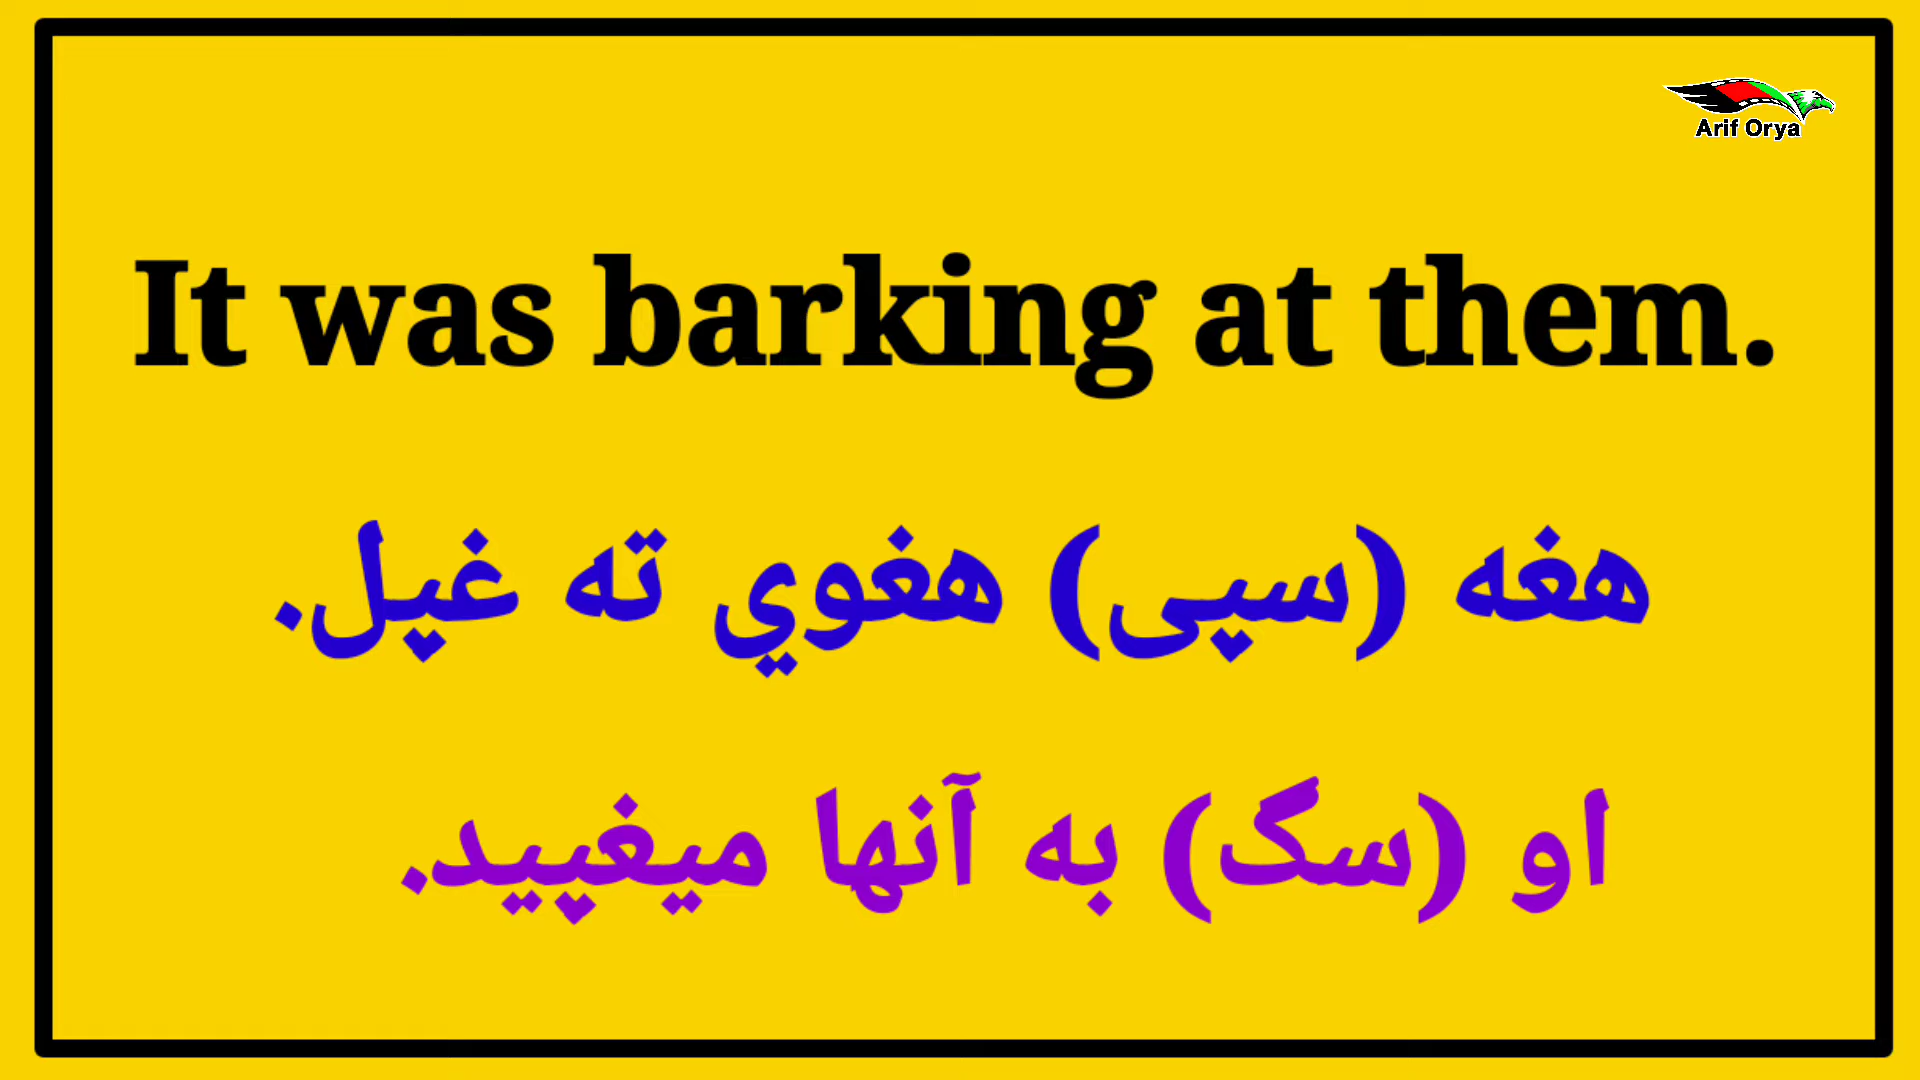 Arif Orya
It was barking at them.
هغه (سپی) هغوي ته غپل.
او (سگ) به آنها میغپید.